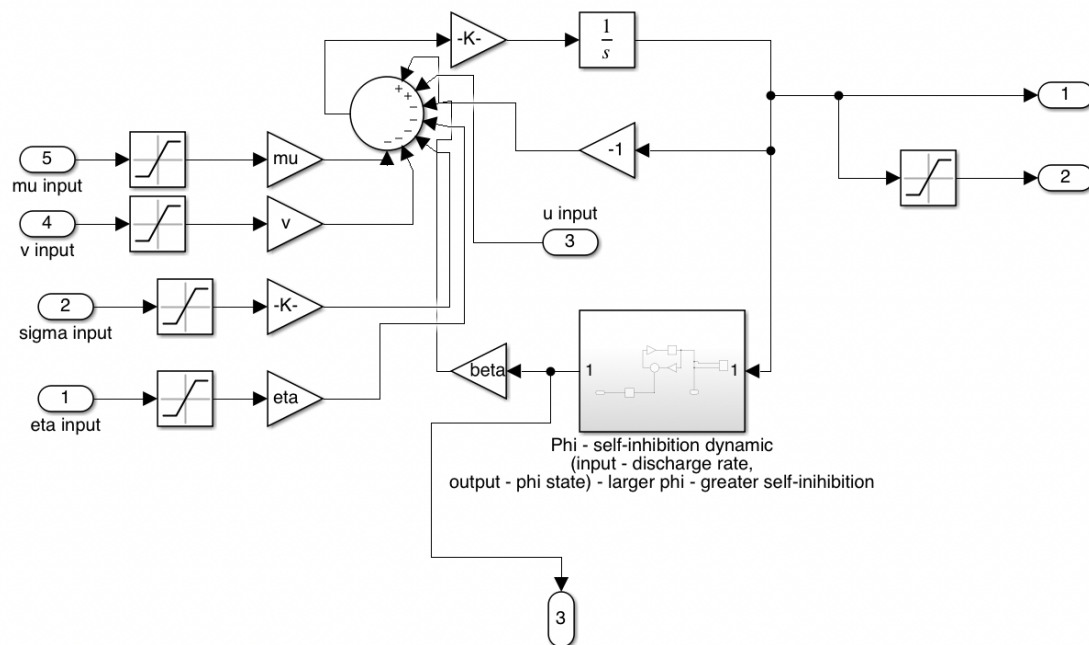 -K-
1
s
+
+
−
−
−
−
−
1
5
mu input
mu
-1
2
4
v input
v
u input
3
2
sigma input
-K-
1
eta input
eta
beta
1
1
Phi - self-inhibition dynamic
(input - discharge rate,
output - phi state) - larger phi - greater self-inihibition
3